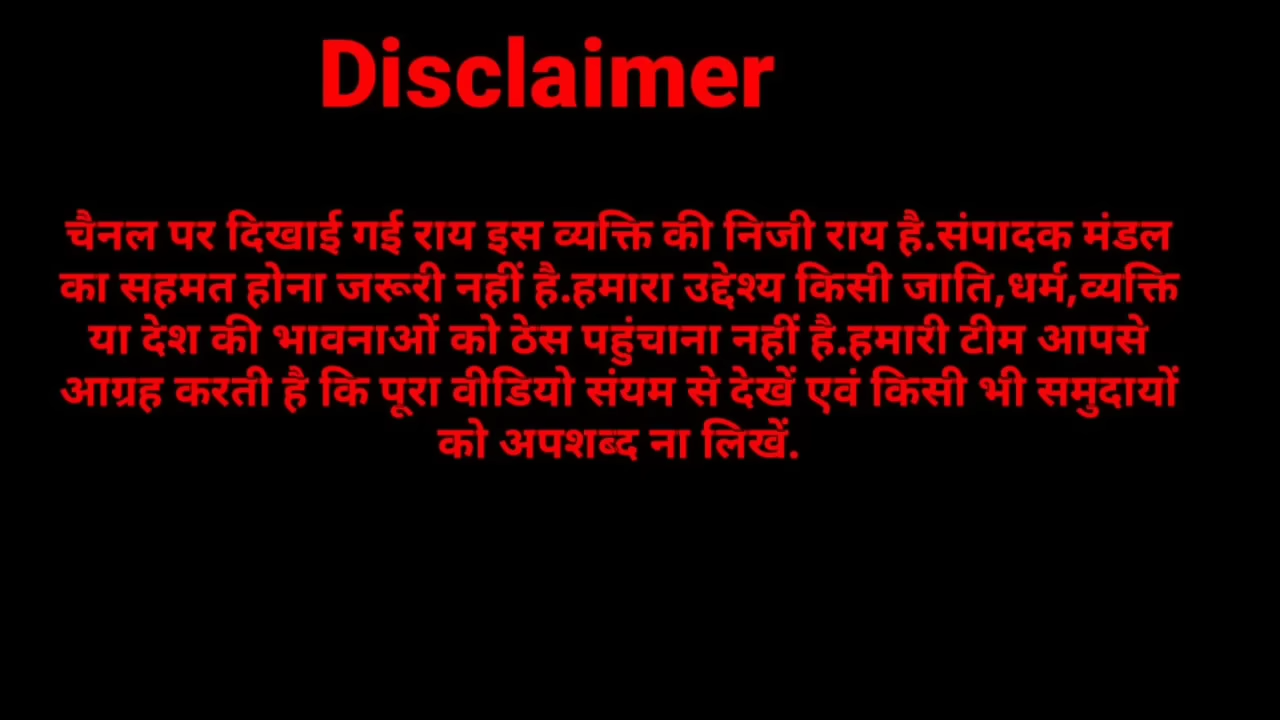 Disclaimer
चैनल पर दिखाई गई राय इस व्यक्ति की निजी राय है.संपादक मंडल
का सहमत होना जरूरी नहीं है.हमारा उद्देश्य किसी जाति,धर्म,व्यक्ति
या देश की भावनाओं को ठेस पहुंचाना नहीं है.हमारी टीम आपसे
आग्रह करती है कि पूरा वीडियो संयम से देखें एवं किसी भी समुदायों
को अपशब्द ना लिखें.